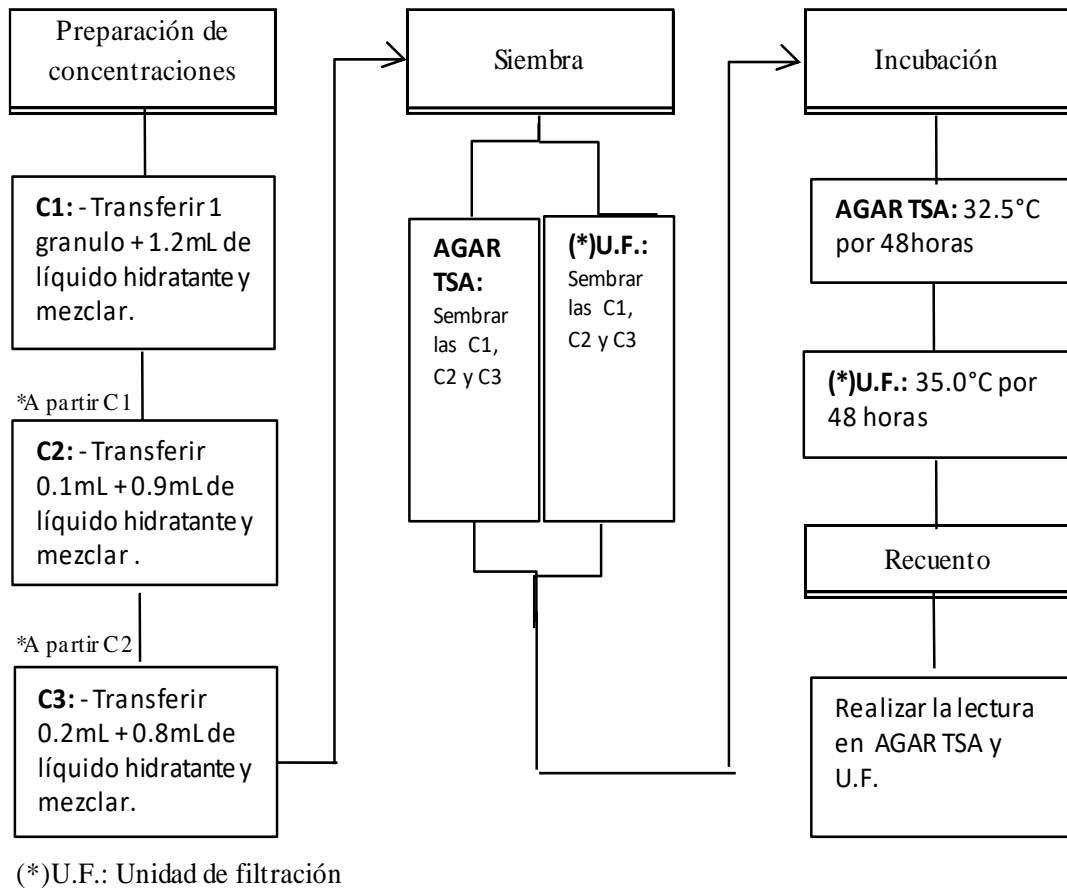 Preparación de
concentraciones
C1: - Transferir 1
granulo + 1.2mL de
líquido hidratante y
mezclar.
*A partir C1
C2: - Transferir
0.1mL + 0.9mL de
líquido hidratante y
mezclar .
*A partir C2
C3: - Transferir
0.2mL + 0.8mL de
líquido hidratante y
mezclar.
Siembra
AGAR
TSA:
Sembrar
las C1,
C2 y C3
(*)U.F.:
Sembrar
las C1,
C2 y C3
Incubación
AGAR TSA: 32.5°C
por 48horas
(*)U.F.: 35.0°C por
48 horas
Recuento
Realizar la lectura
en AGAR TSA y
U.F.
(*)U.F.: Unidad de filtración